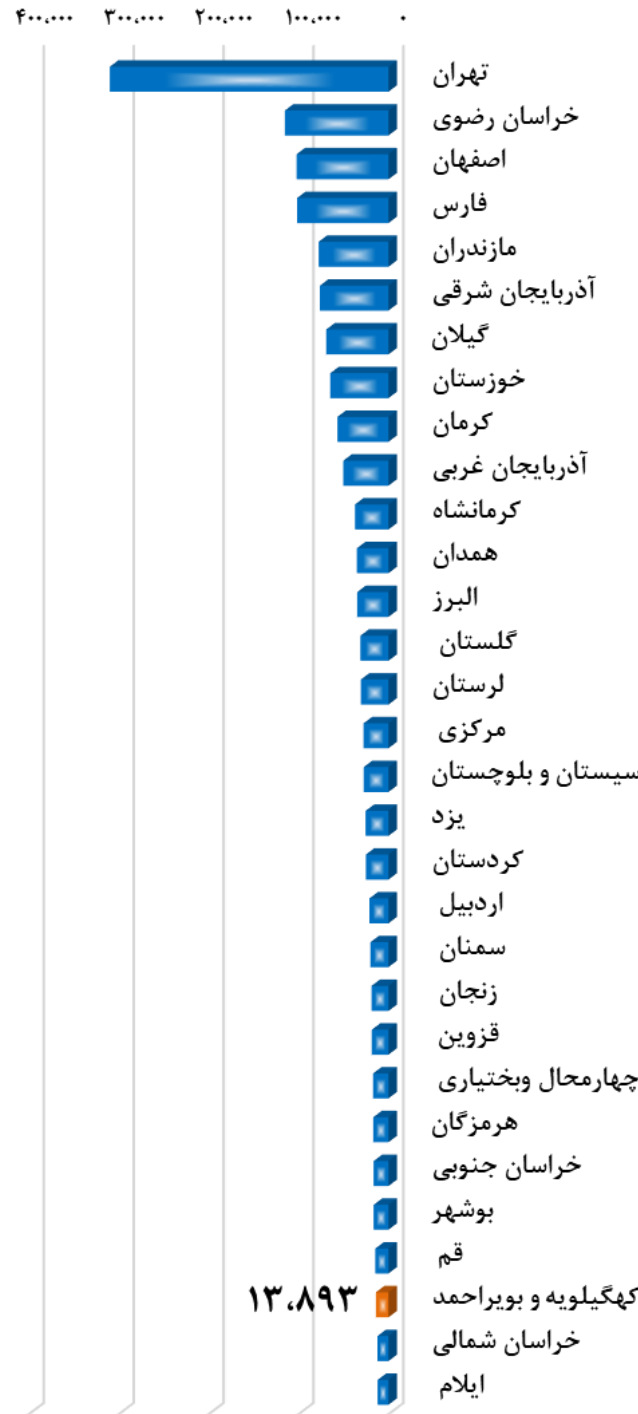 ۴۰۰،۰۰۰ ۳۰۰،۰۰۰ ۲۰۰،۰۰۰ ۱۰۰،۰۰۰ ۰
تهران
خراسان رضوی
اصفهان
فارس
مازندران
آذربایجان شرقی
گیلان
خوزستان
کرمان
آذربایجان غربی
کرمانشاه
همدان
البرز
گلستان
لرستان
مرکزی
سیستان و بلوچستان
یزد
کردستان
اردبیل
سمنان
زنجان
قزوین
چهارمحال وبختیاری
هرمزگان
خراسان جنوبی
بوشهر
قم
کهگیلویه و بویراحمد ۱۳،۸۹۳
خراسان شمالی
ایلام